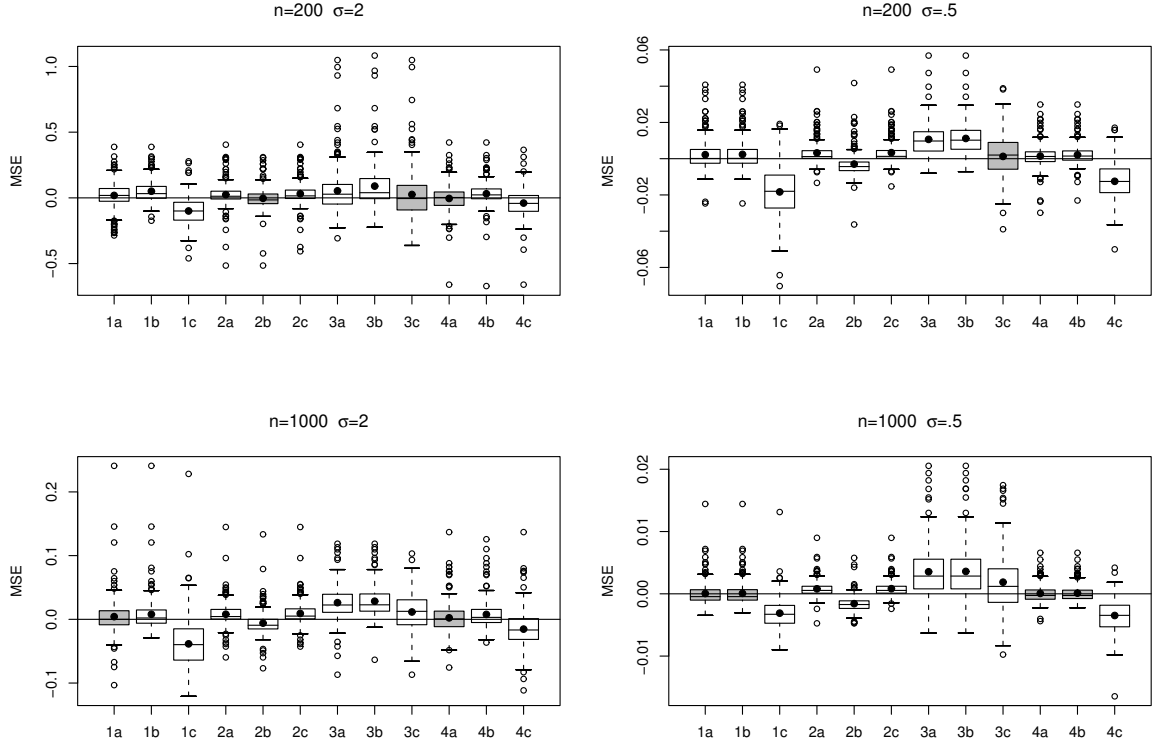 n=200 σ=2
MSE
1.0
0.5
0.0
−0.5
1a 1b 1c 2a 2b 2c 3a 3b 3c 4a 4b 4c
n=200 σ=.5
MSE
0.06
0.02
−0.02
−0.06
1a 1b 1c 2a 2b 2c 3a 3b 3c 4a 4b 4c
n=1000 σ=2
MSE
0.2
0.1
0.0
−0.1
1a 1b 1c 2a 2b 2c 3a 3b 3c 4a 4b 4c
n=1000 σ=.5
MSE
0.02
0.01
0.00
−0.01
1a 1b 1c 2a 2b 2c 3a 3b 3c 4a 4b 4c